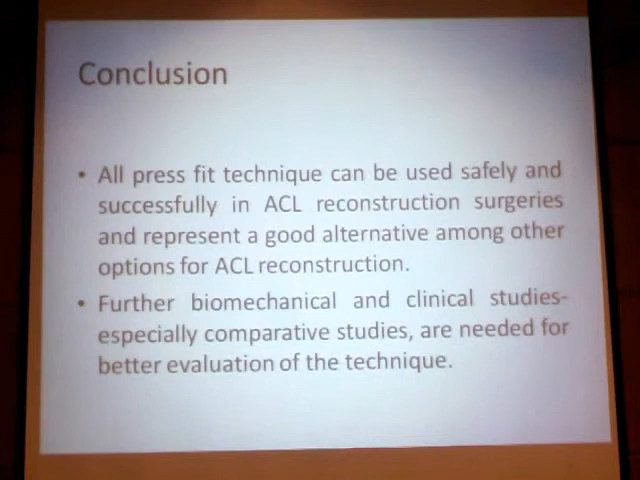 Conclusion
• All press fit technique can be used safely and
successfully in ACL reconstruction surgeries
and represent a good alternative among other
options for ACL reconstruction.
• Further biomechanical and clinical studies-
especially comparative studies, are needed for
better evaluation of the technique.